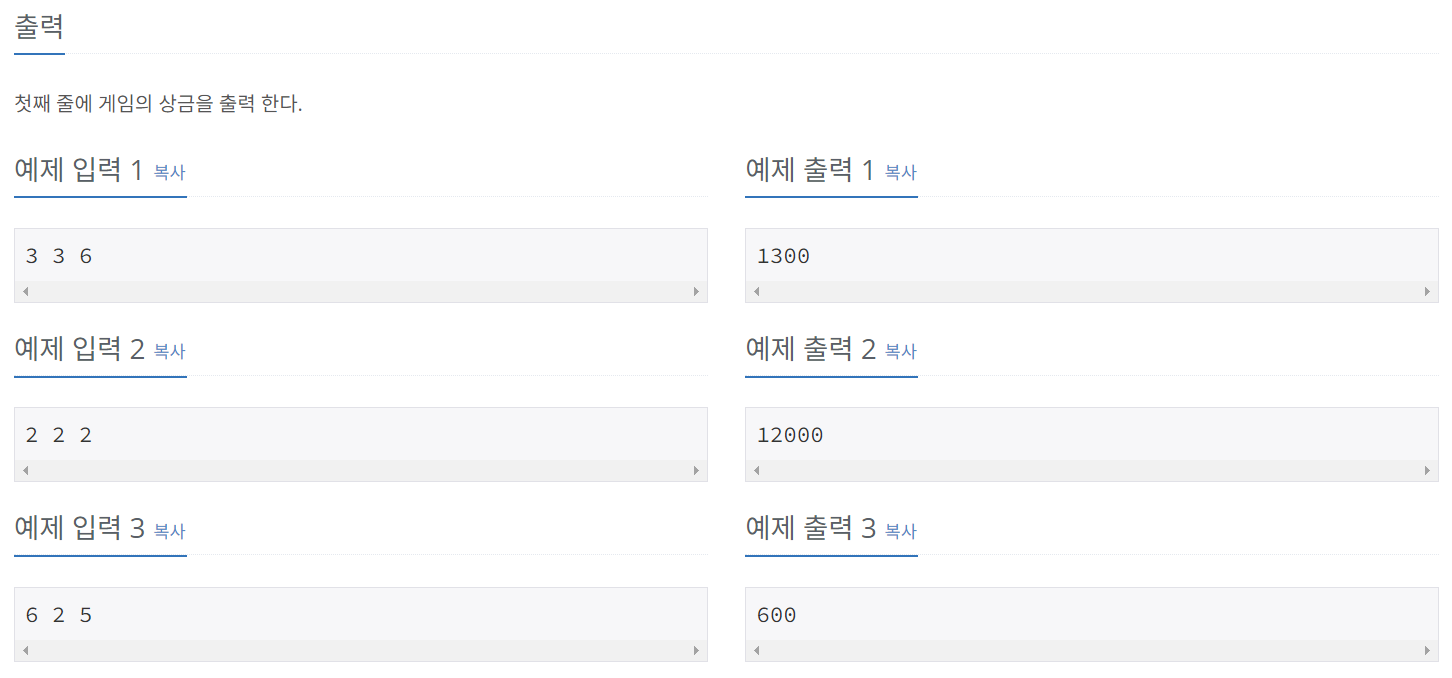 출력
첫째 줄에 게임의 상금을 출력 한다.
예제 입력 1 복사
예제 출력 1 복사
3 3 6
1300
예제 입력 2 복사
예제 출력 2 복사
2 2 2
12000
예제 입력 3 복사
예제 출력 3 복사
6 2 5
600